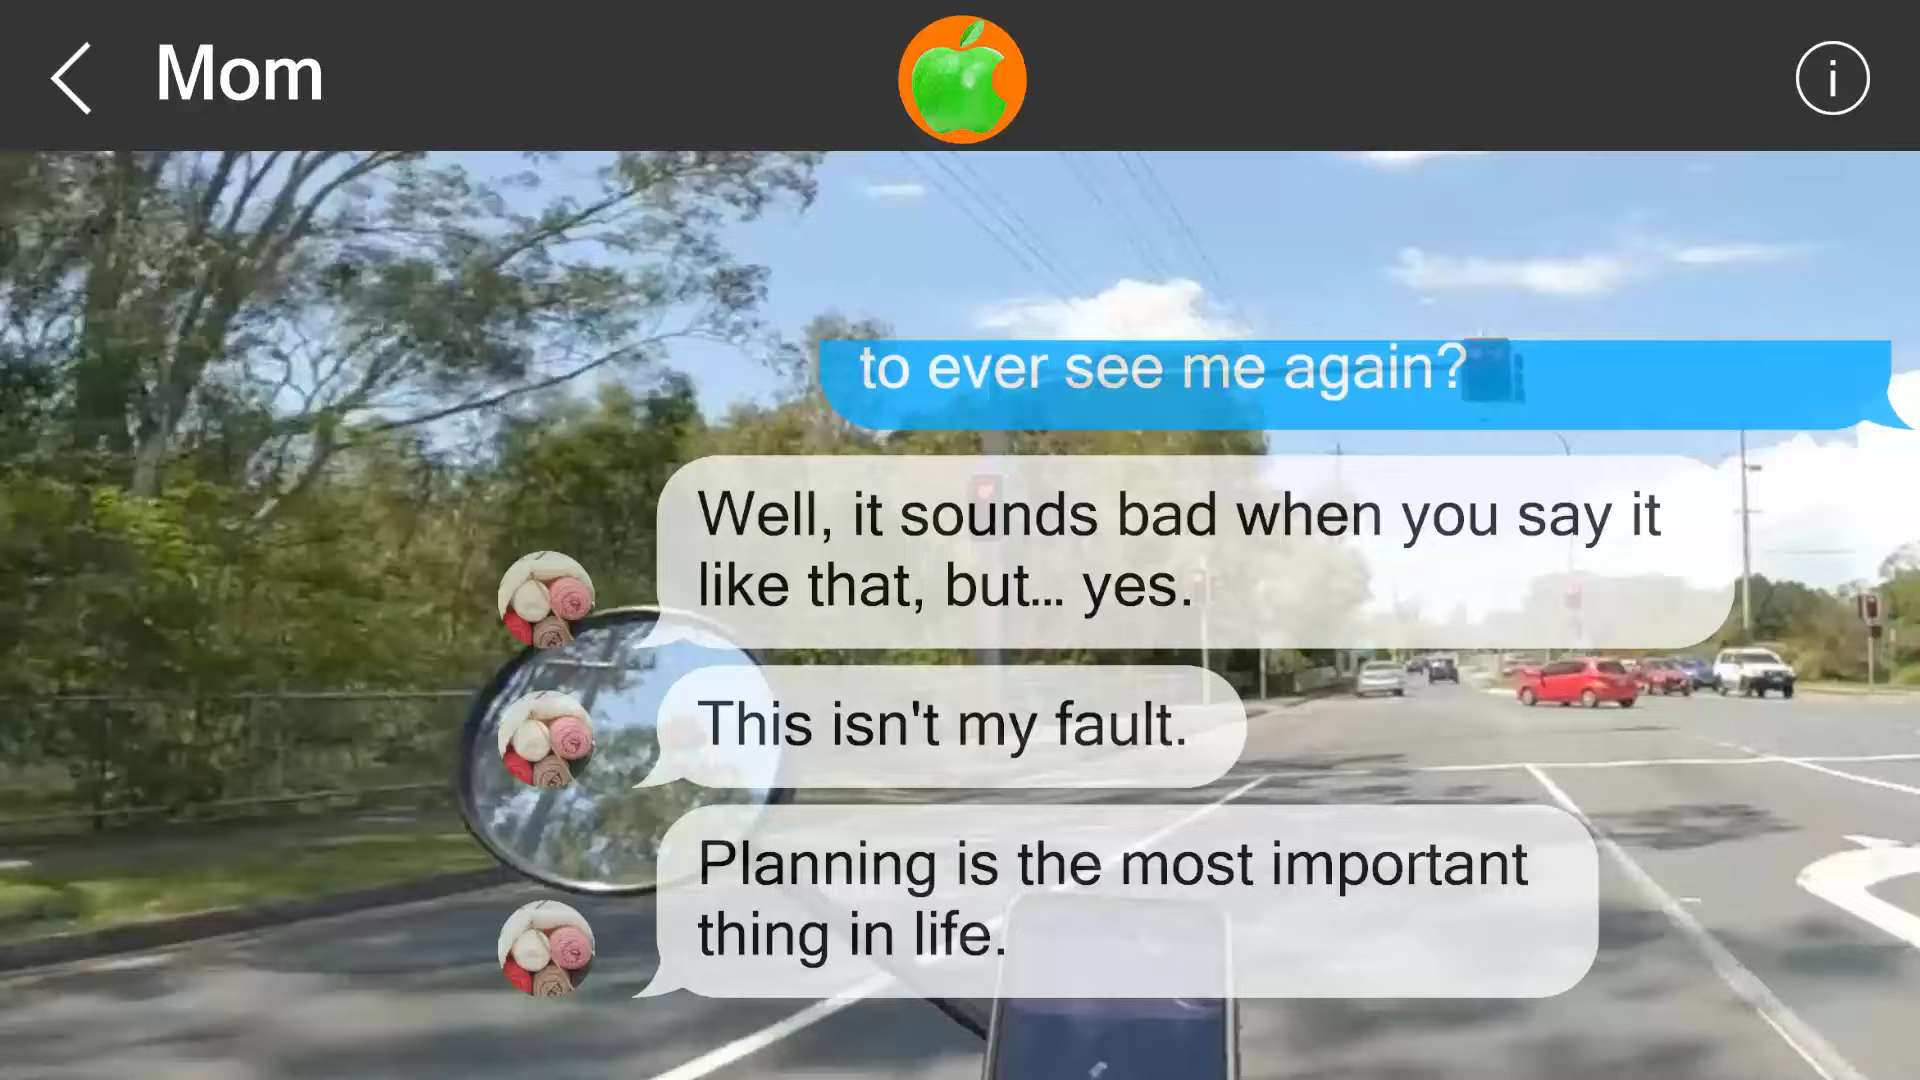 Mom
i
to ever see me again?
Well, it sounds bad when you say it
like that, but... yes.
This isn't my fault.
Planning is the most important
thing in life.